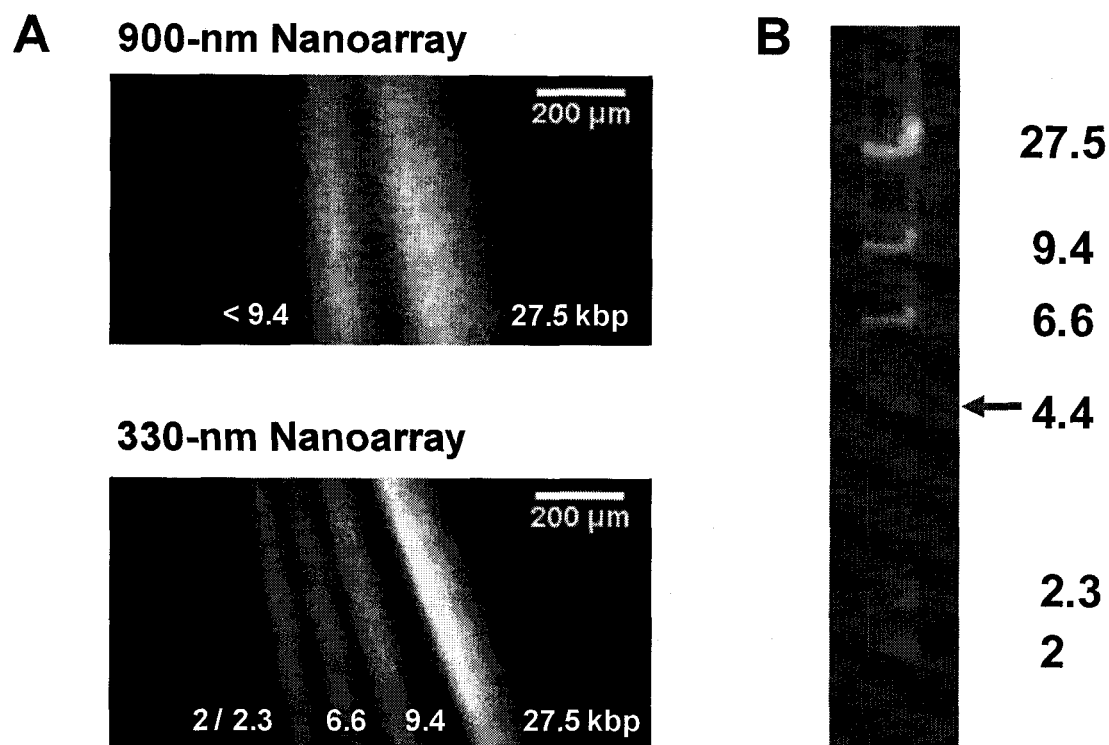 A
900-nm Nanoarray
200 µm
< 9.4
27.5 kbp
330-nm Nanoarray
200 µm
2 / 2.3
6.6
9.4
27.5 kbp
B
27.5
9.4
6.6
4.4
2.3
2